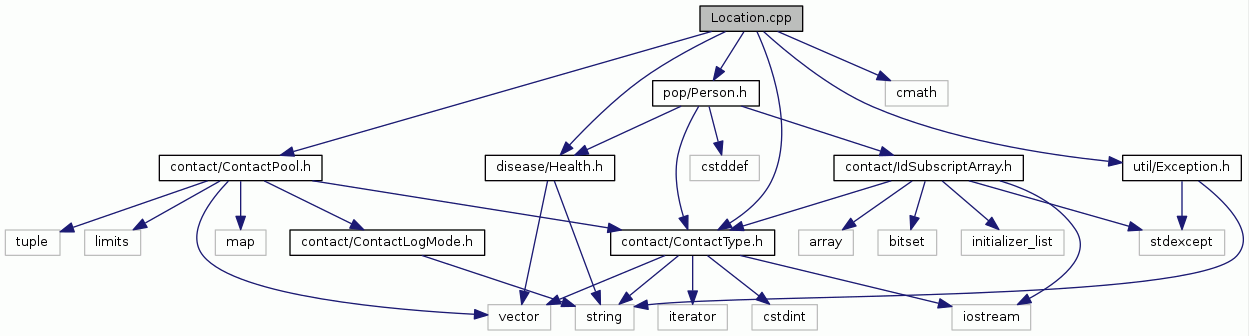 Location.cpp
pop/Person.h
cmath
contact/ContactPool.h
disease/Health.h
cstddef
contact/IdSubscriptArray.h
util/Exception.h
tuple
limits
map
contact/ContactLogMode.h
contact/ContactType.h
array
bitset
initializer_list
stdexcept
vector
string
iterator
cstdint
iostream